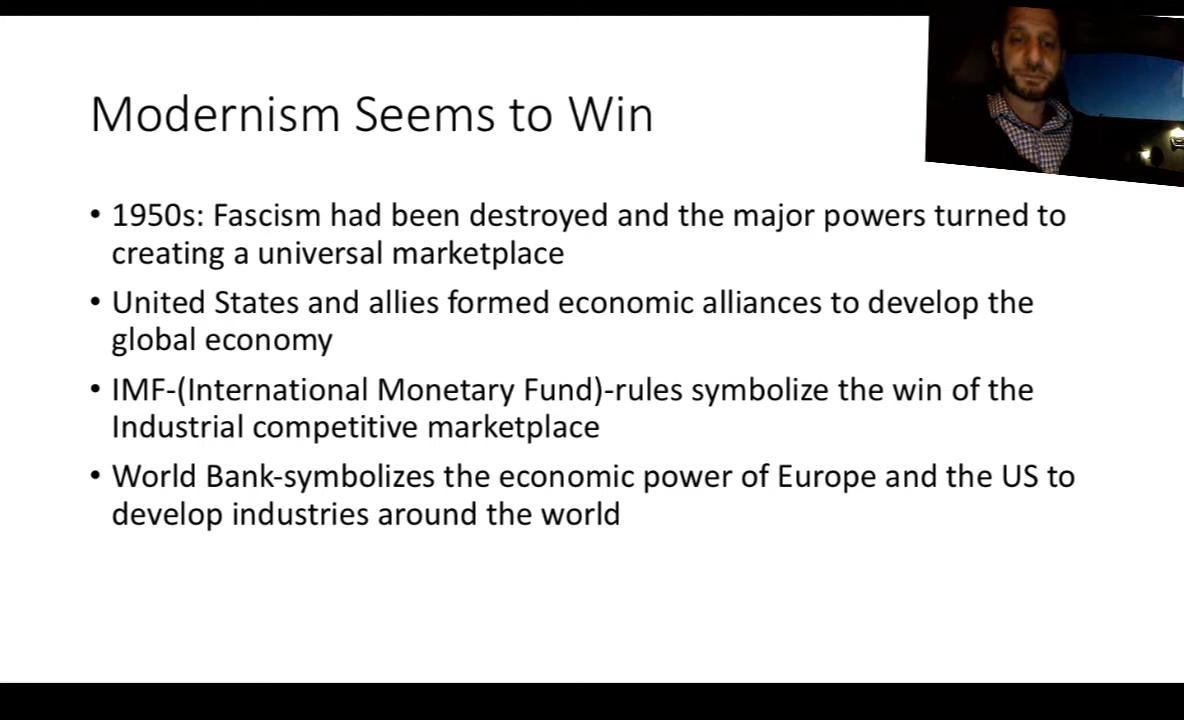 Modernism Seems to Win
• 1950s: Fascism had been destroyed and the major powers turned to
creating a universal marketplace
• United States and allies formed economic alliances to develop the
global economy
• IMF-(International Monetary Fund)-rules symbolize the win of the
Industrial competitive marketplace
• World Bank-symbolizes the economic power of Europe and the US to
develop industries around the world